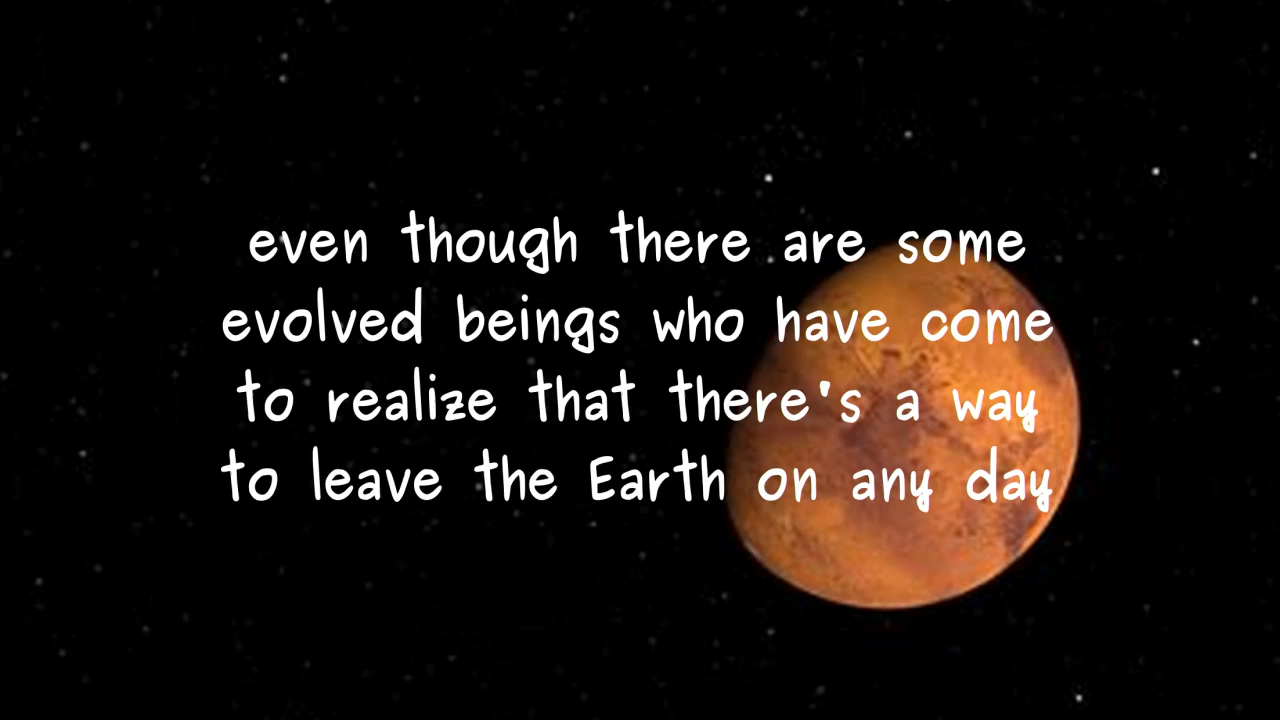 even though there are some
evolved beings who have come
to realize that there's a way
to leave the Earth on any day